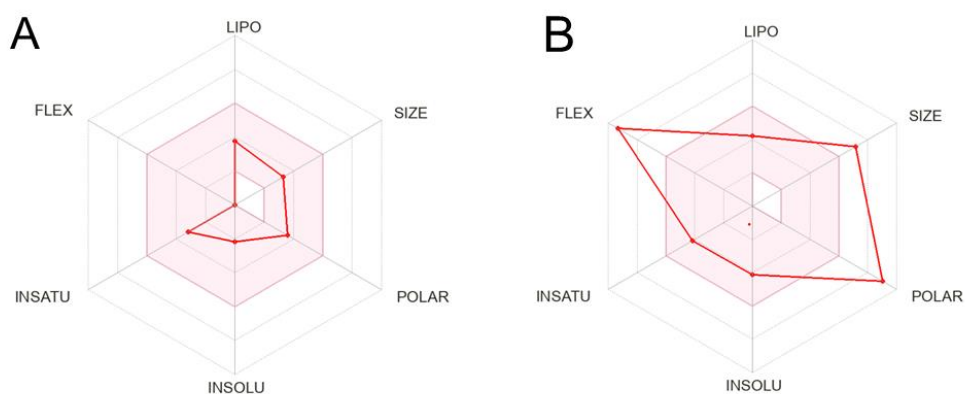 A
LIPO
FLEX
SIZE
INSATU
POLAR
INSOLU
B
LIPO
FLEX
SIZE
INSATU
POLAR
INSOLU